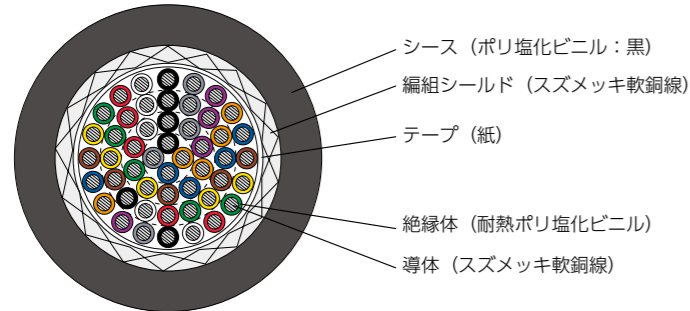 シース（ポリ塩化ビニル：黒）
編組シールド（スズメッキ軟銅線）
テープ（紙）
絶縁体（耐熱ポリ塩化ビニル）
導体（スズメッキ軟銅線）